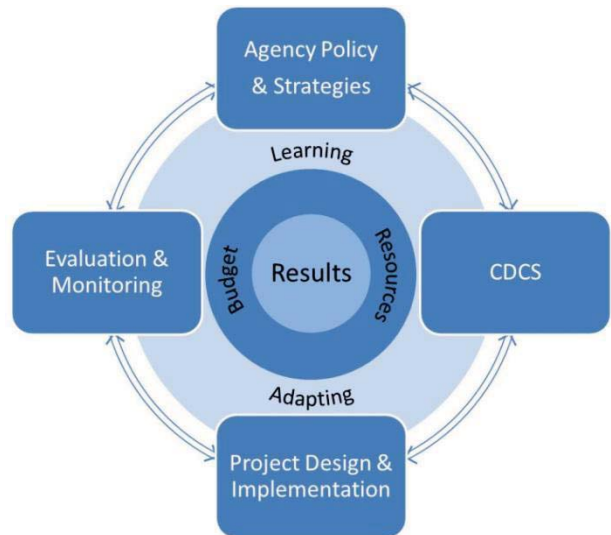 Agency Policy
& Strategies
Learning
Evaluation &
Monitoring
Budget
Results
Resources
CDCS
Adapting
Project Design &
Implementation